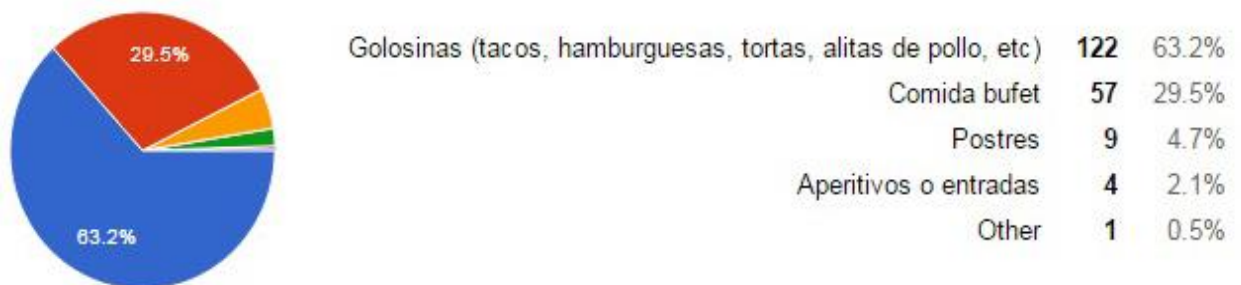 29.5%
63.2%
Golosinas (tacos, hamburguesas, tortas, alitas de pollo, etc) 122 63.2%
Comida bufet 57 29.5%
Postres 9 4.7%
Aperitivos o entradas 4 2.1%
Other 1 0.5%